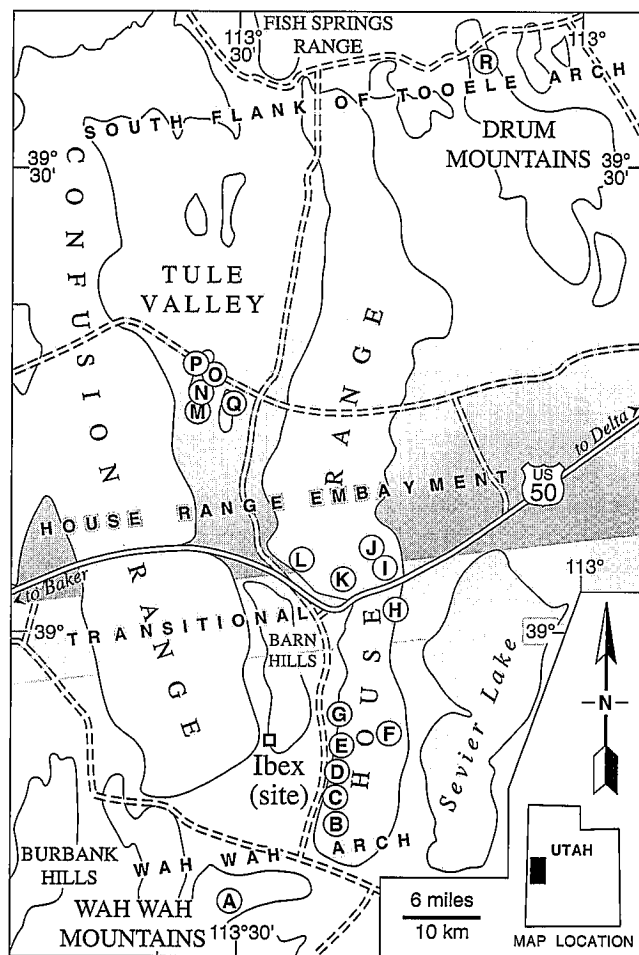 113°
30'
FISH SPRINGS
RANGE
113°
R
SOUTH FLANK OF TOOELE ARCH
DRUM
MOUNTAINS
39°
30'
39°
30'
CONFUSION
RANGE
TULE
VALLEY
HOUSE
RANGE
P
O
N
M
Q
to Delta
US
50
HOUSE RANGE EMBAYMENT
L
J
K
I
to Baker
113°
H
39°
TRANSITIONAL
39°
BARN
HILLS
Sevier Lake
N
G
F
E
D
C
B
Ibex
(site)
UTAH
BURBANK
HILLS
WAH WAH ARCH
A
WAH WAH
MOUNTAINS
113°30'
6 miles
10 km
MAP LOCATION